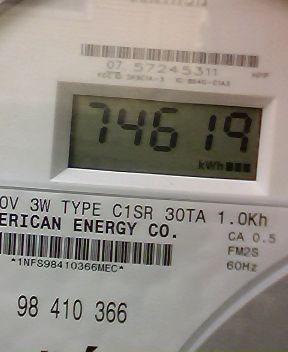 07 57245311
74619
kWh
0V 3W TYPE C1SR 30TA 1.0Kh
ERICAN ENERGY CO.
CA 0.5
FM2S
*1NFS98410366MEC*
60Hz
98 410 366